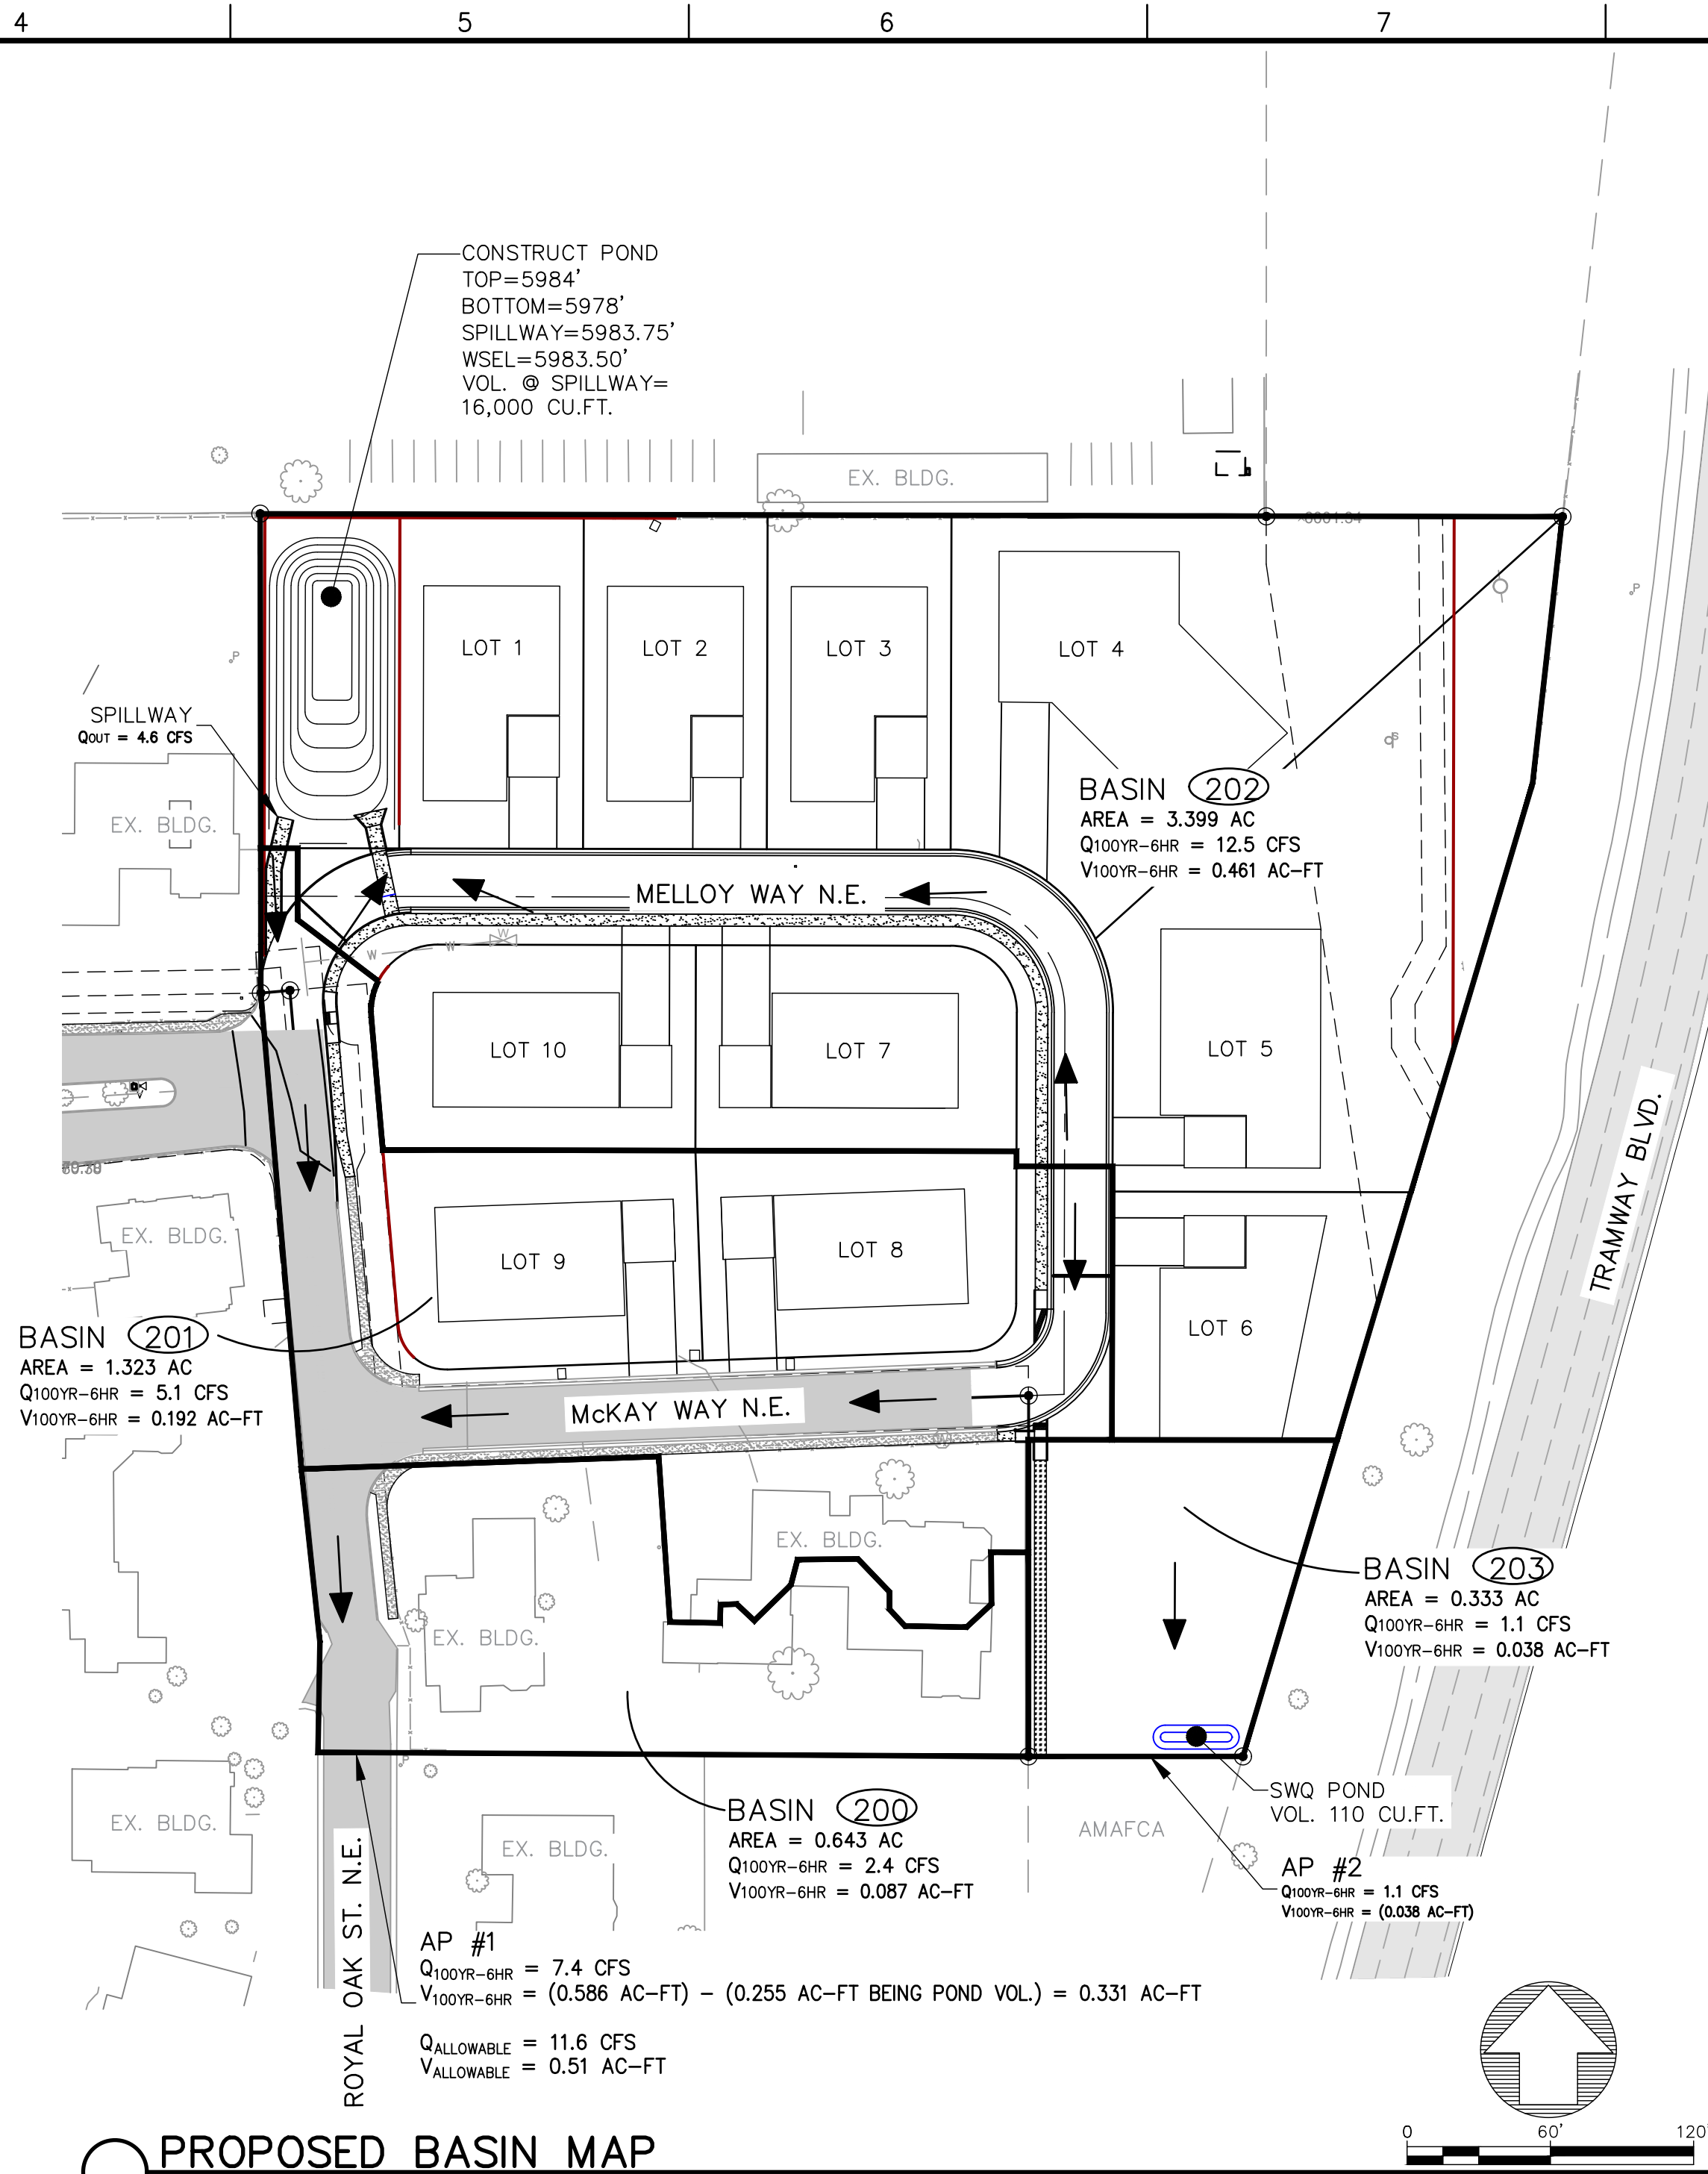 4
5
6
7
CONSTRUCT POND
TOP=5984'
BOTTOM=5978'
SPILLWAY=5983.75'
WSEL=5983.50'
VOL. @ SPILLWAY=
16,000 CU.FT.
EX. BLDG.
LOT 1
LOT 2
LOT 3
LOT 4
P
P
SPILLWAY
QOUT = 4.6 CFS
S
BASIN 202
AREA = 3.399 AC
Q100YR-6HR = 12.5 CFS
V100YR-6HR = 0.461 AC-FT
EX. BLDG.
MELLOY WAY N.E.
W
W
W
LOT 10
LOT 7
LOT 5
TRAMWAY BLVD.
EX. BLDG.
LOT 9
LOT 8
LOT 6
BASIN 201
AREA = 1.323 AC
Q100YR-6HR = 5.1 CFS
V100YR-6HR = 0.192 AC-FT
McKAY WAY N.E.
EX. BLDG.
EX. BLDG.
BASIN 203
AREA = 0.333 AC
Q100YR-6HR = 1.1 CFS
V100YR-6HR = 0.038 AC-FT
P
SWQ POND
VOL. 110 CU.FT.
EX. BLDG.
EX. BLDG.
AMAFCA
BASIN 200
AREA = 0.643 AC
Q100YR-6HR = 2.4 CFS
V100YR-6HR = 0.087 AC-FT
AP #2
Q100YR-6HR = 1.1 CFS
V100YR-6HR = (0.038 AC-FT)
ROYAL OAK ST. N.E.
AP #1
Q100YR-6HR = 7.4 CFS
V100YR-6HR = (0.586 AC-FT) - (0.255 AC-FT BEING POND VOL.) = 0.331 AC-FT
QALLOWABLE = 11.6 CFS
VALLOWABLE = 0.51 AC-FT
0
60'
120
PROPOSED BASIN MAP